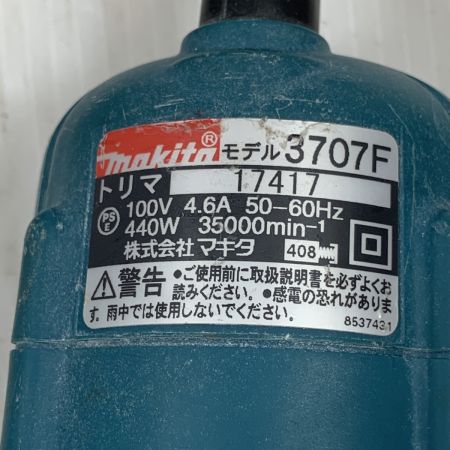 makita® モデル 3707F
トリマ 17417
PSE 100V 4.6A 50-60Hz
440W 35000min-1
株式会社マキタ 408
警告 ●ご使用前に取扱説明書を必ずよくお
読みください。●感電の恐れがありま
す。雨中では使用しないでください。
8537431